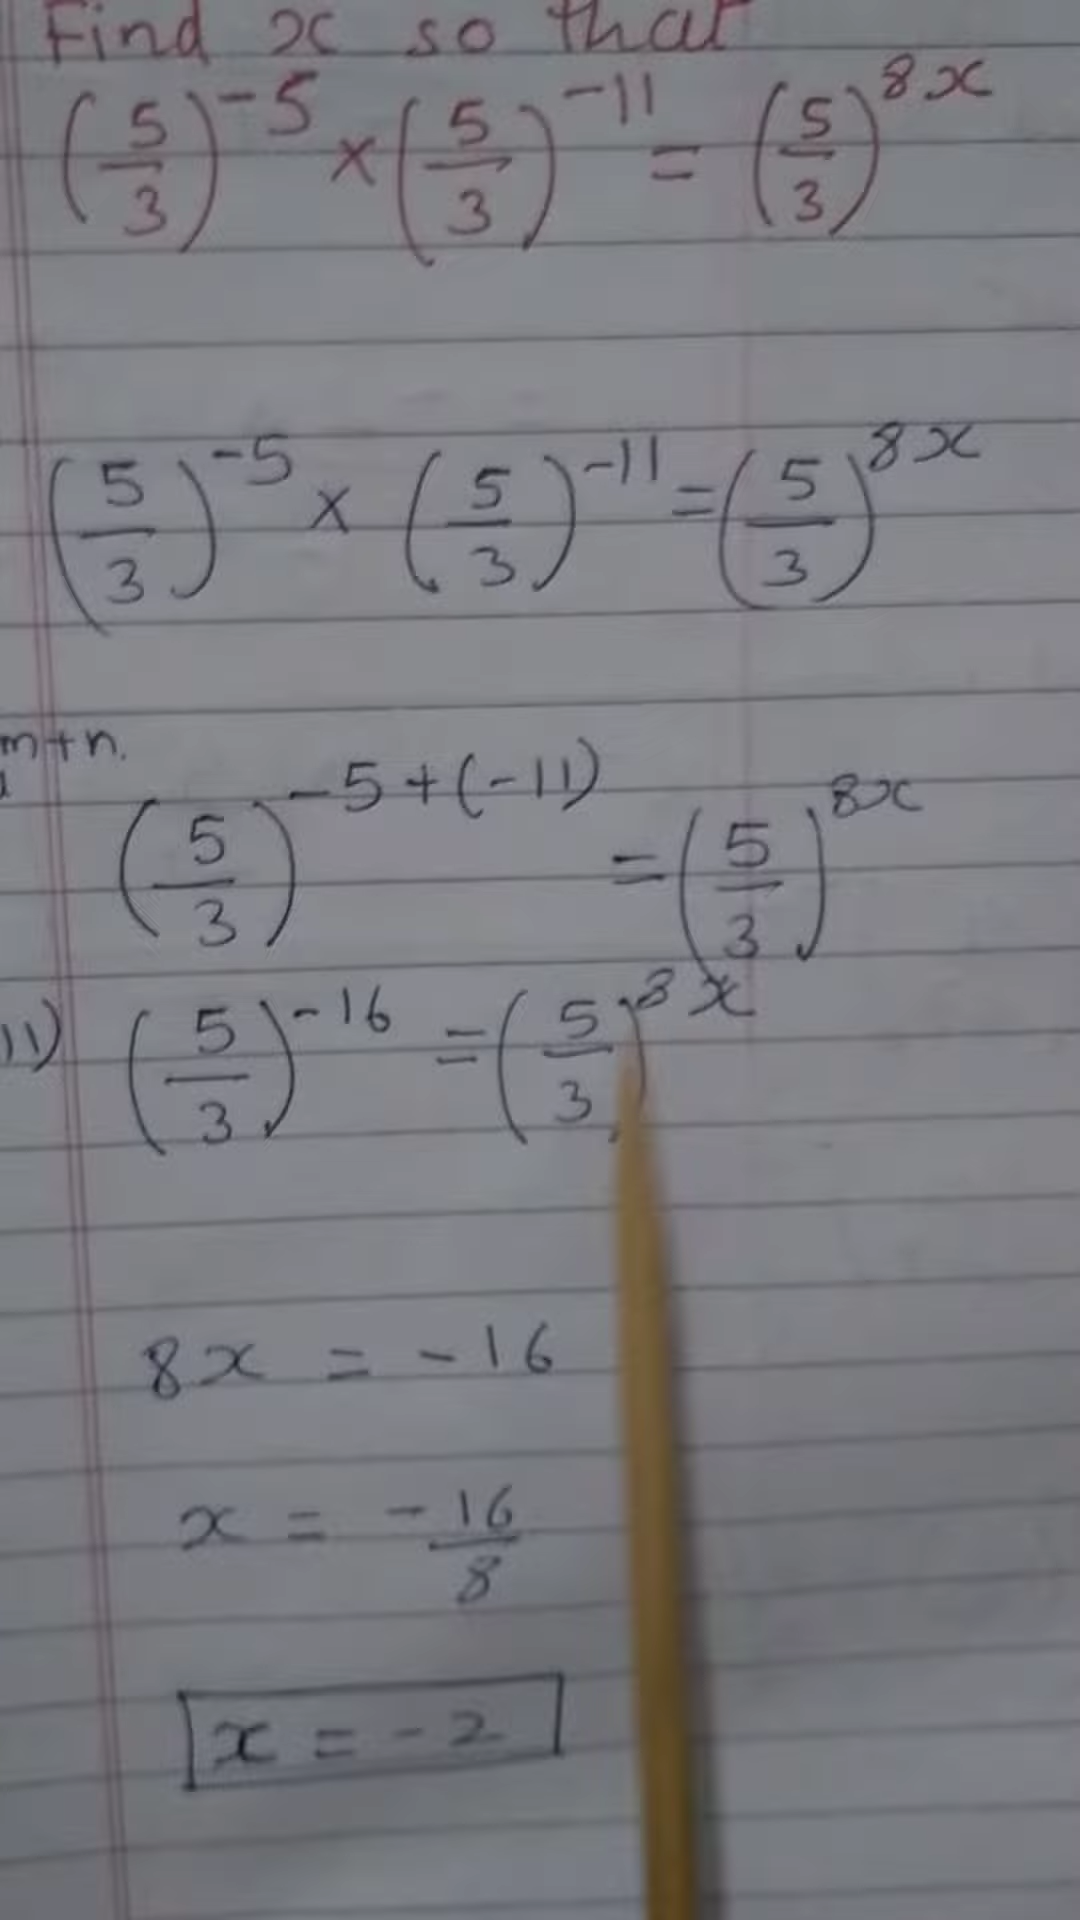 Find x so that
(5/3)^-5 × (5/3)^-11 = (5/3)^8x
(5/3)^-5 × (5/3)^-11 = (5/3)^8x
m+n.
(5/3)^-5+(-11) = (5/3)^8x
11) (5/3)^-16 = (5/3)^8x
8x = -16
x = -16/8
x = -2